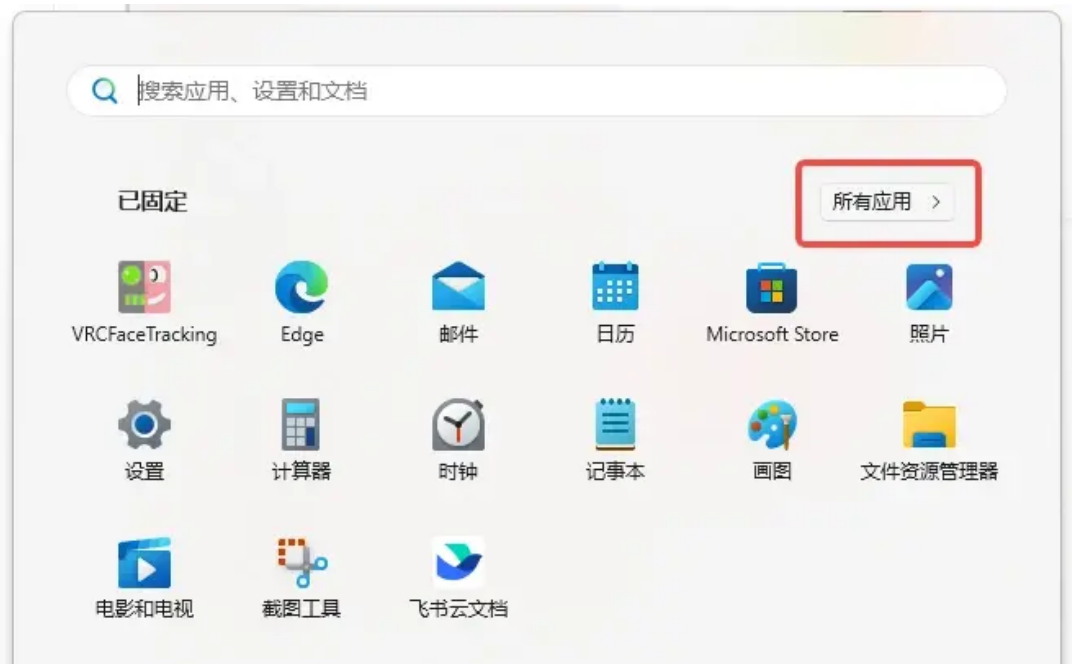 搜索应用、设置和文档
已固定
所有应用
VRCFaceTracking
Edge
邮件
日历
Microsoft Store
照片
设置
计算器
时钟
记事本
画图
文件资源管理器
电影和电视
截图工具
飞书云文档